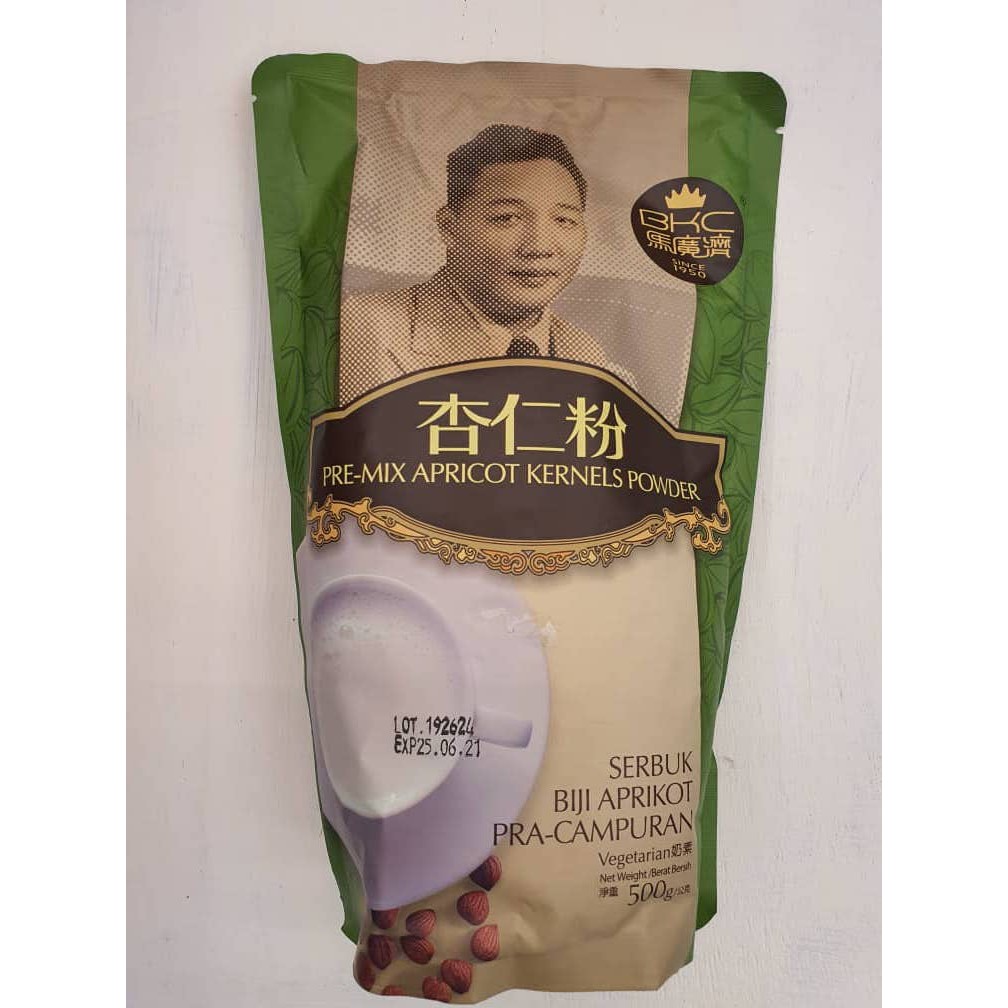 BKC
馬廣濟
SINCE
1950
杏仁粉
PRE-MIX APRICOT KERNELS POWDER
LOT.192624
EXP25.06.21
SERBUK
BIJI APRIKOT
PRA-CAMPURAN
Vegetarian奶素
Net Weight/Berat Bersih
淨重 500g/公克